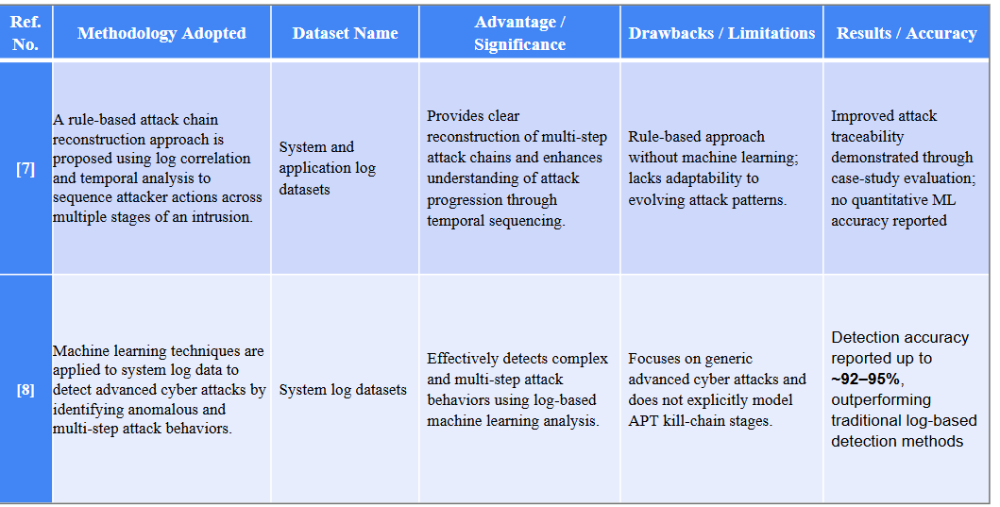 Ref.
No.
Methodology Adopted
Dataset Name
Advantage /
Significance
Drawbacks / Limitations
Results / Accuracy
[7]
A rule-based attack chain
reconstruction approach is
proposed using log correlation
and temporal analysis to
sequence attacker actions across
multiple stages of an intrusion.
System and
application log
datasets
Provides clear
reconstruction of multi-step
attack chains and enhances
understanding of attack
progression through
temporal sequencing.
Rule-based approach
without machine learning;
lacks adaptability to
evolving attack patterns.
Improved attack
traceability
demonstrated through
case-study evaluation;
no quantitative ML
accuracy reported
[8]
Machine learning techniques are
applied to system log data to
detect advanced cyber attacks by
identifying anomalous and
multi-step attack behaviors.
System log datasets
Effectively detects complex
and multi-step attack
behaviors using log-based
machine learning analysis.
Focuses on generic
advanced cyber attacks and
does not explicitly model
APT kill-chain stages.
Detection accuracy
reported up to
~92–95%,
outperforming
traditional log-based
detection methods